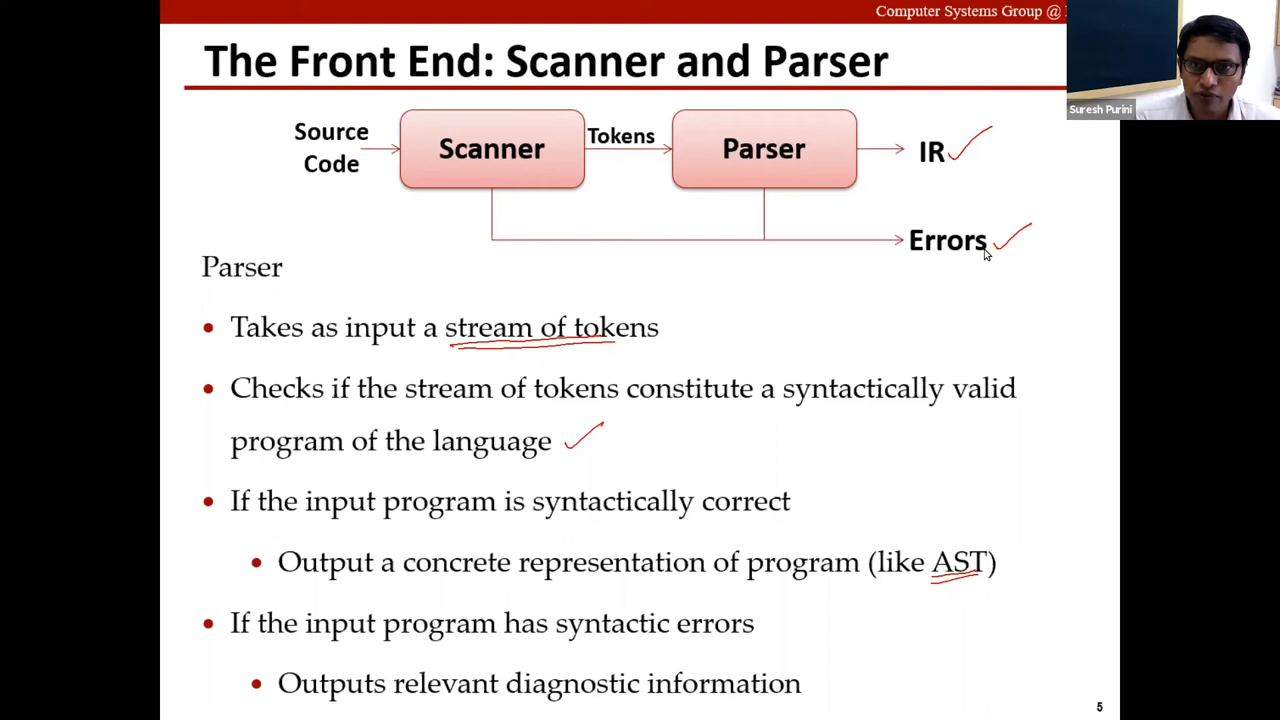 Computer Systems Group @
The Front End: Scanner and Parser
Suresh Purini
Source
Code
Scanner
Tokens
Parser
IR
Errors
Parser
• Takes as input a stream of tokens
• Checks if the stream of tokens constitute a syntactically valid
program of the language
• If the input program is syntactically correct
• Output a concrete representation of program (like AST)
• If the input program has syntactic errors
• Outputs relevant diagnostic information
5